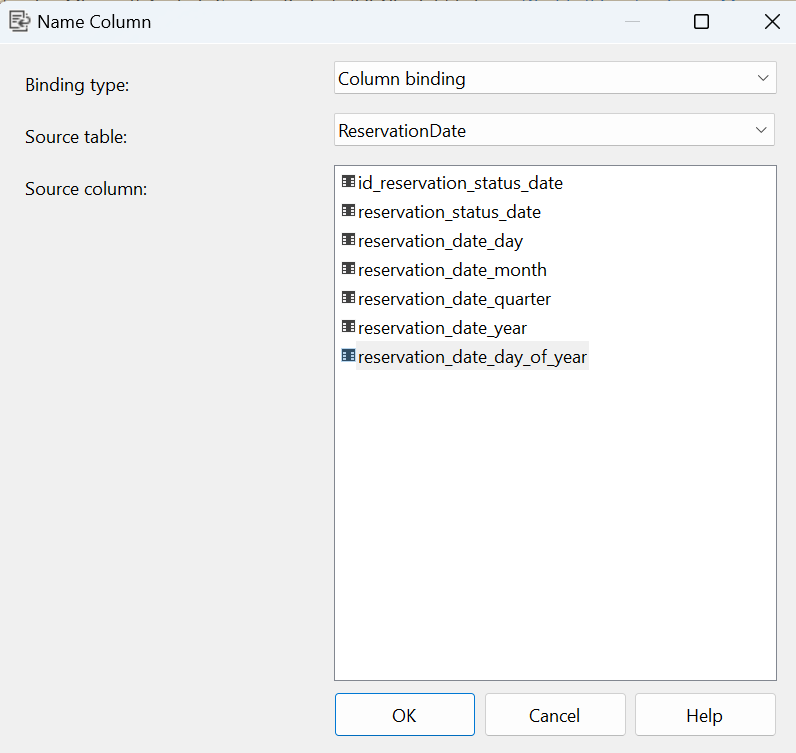 Name Column
Binding type:
Column binding
Source table:
ReservationDate
Source column:
id_reservation_status_date
reservation_status_date
reservation_date_day
reservation_date_month
reservation_date_quarter
reservation_date_year
reservation_date_day_of_year
OK
Cancel
Help